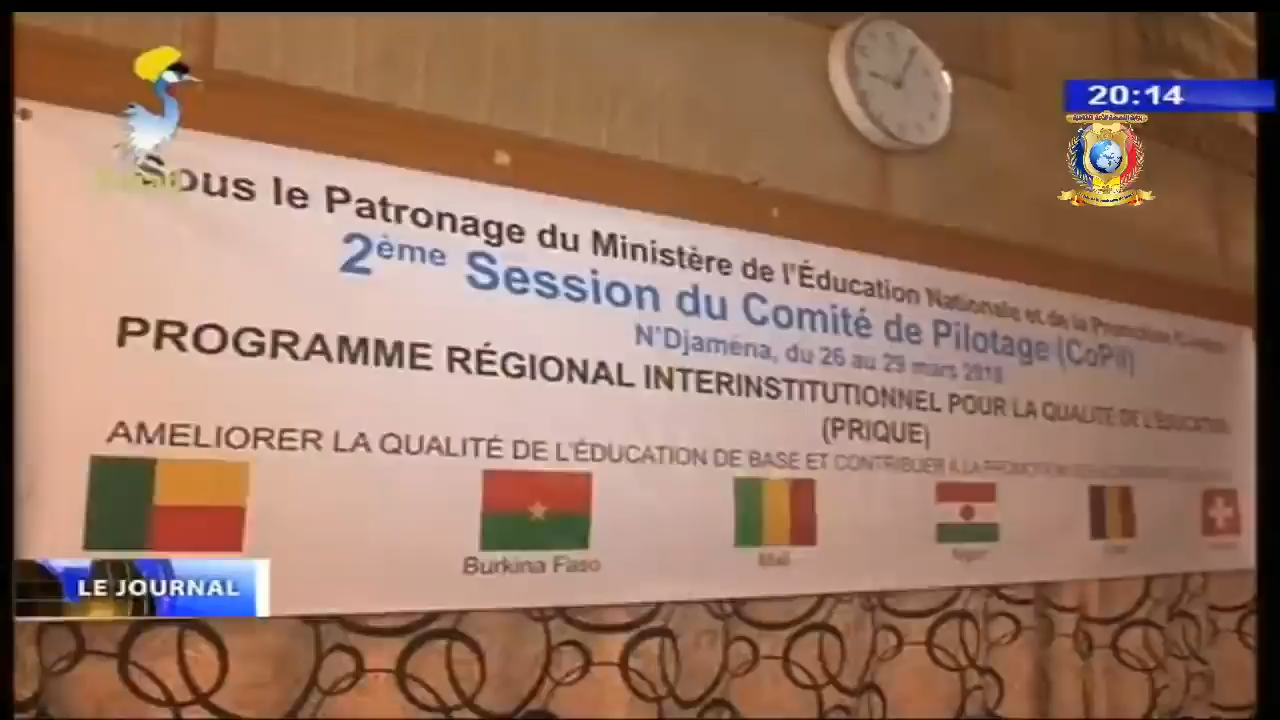 20:14
Sous le Patronage du Ministère de l'Éducation Nationale et de la Promotion
2ème Session du Comité de Pilotage (CoPil)
N'Djaména, du 26 au 29 mars 2018
PROGRAMME RÉGIONAL INTERINSTITUTIONNEL POUR LA QUALITÉ DE L'ÉDUCATION
(PRIQUE)
AMELIORER LA QUALITÉ DE L'ÉDUCATION DE BASE ET CONTRIBUER À LA
Burkina Faso
Mali
Niger
LE JOURNAL